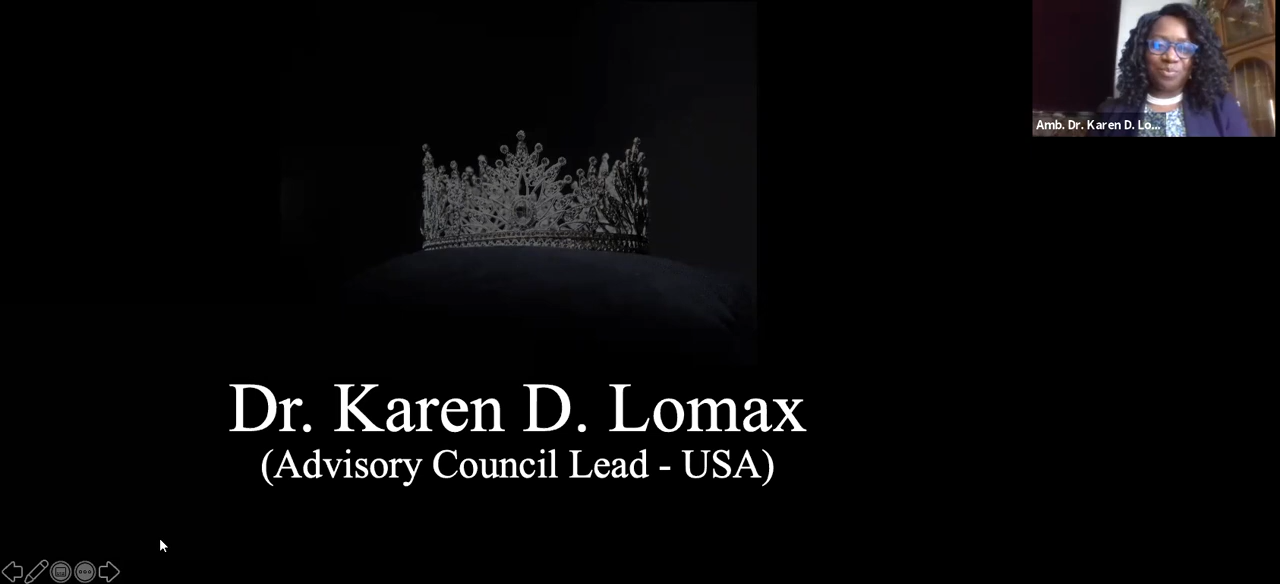 Amb. Dr. Karen D. Lo...
Dr. Karen D. Lomax
(Advisory Council Lead - USA)